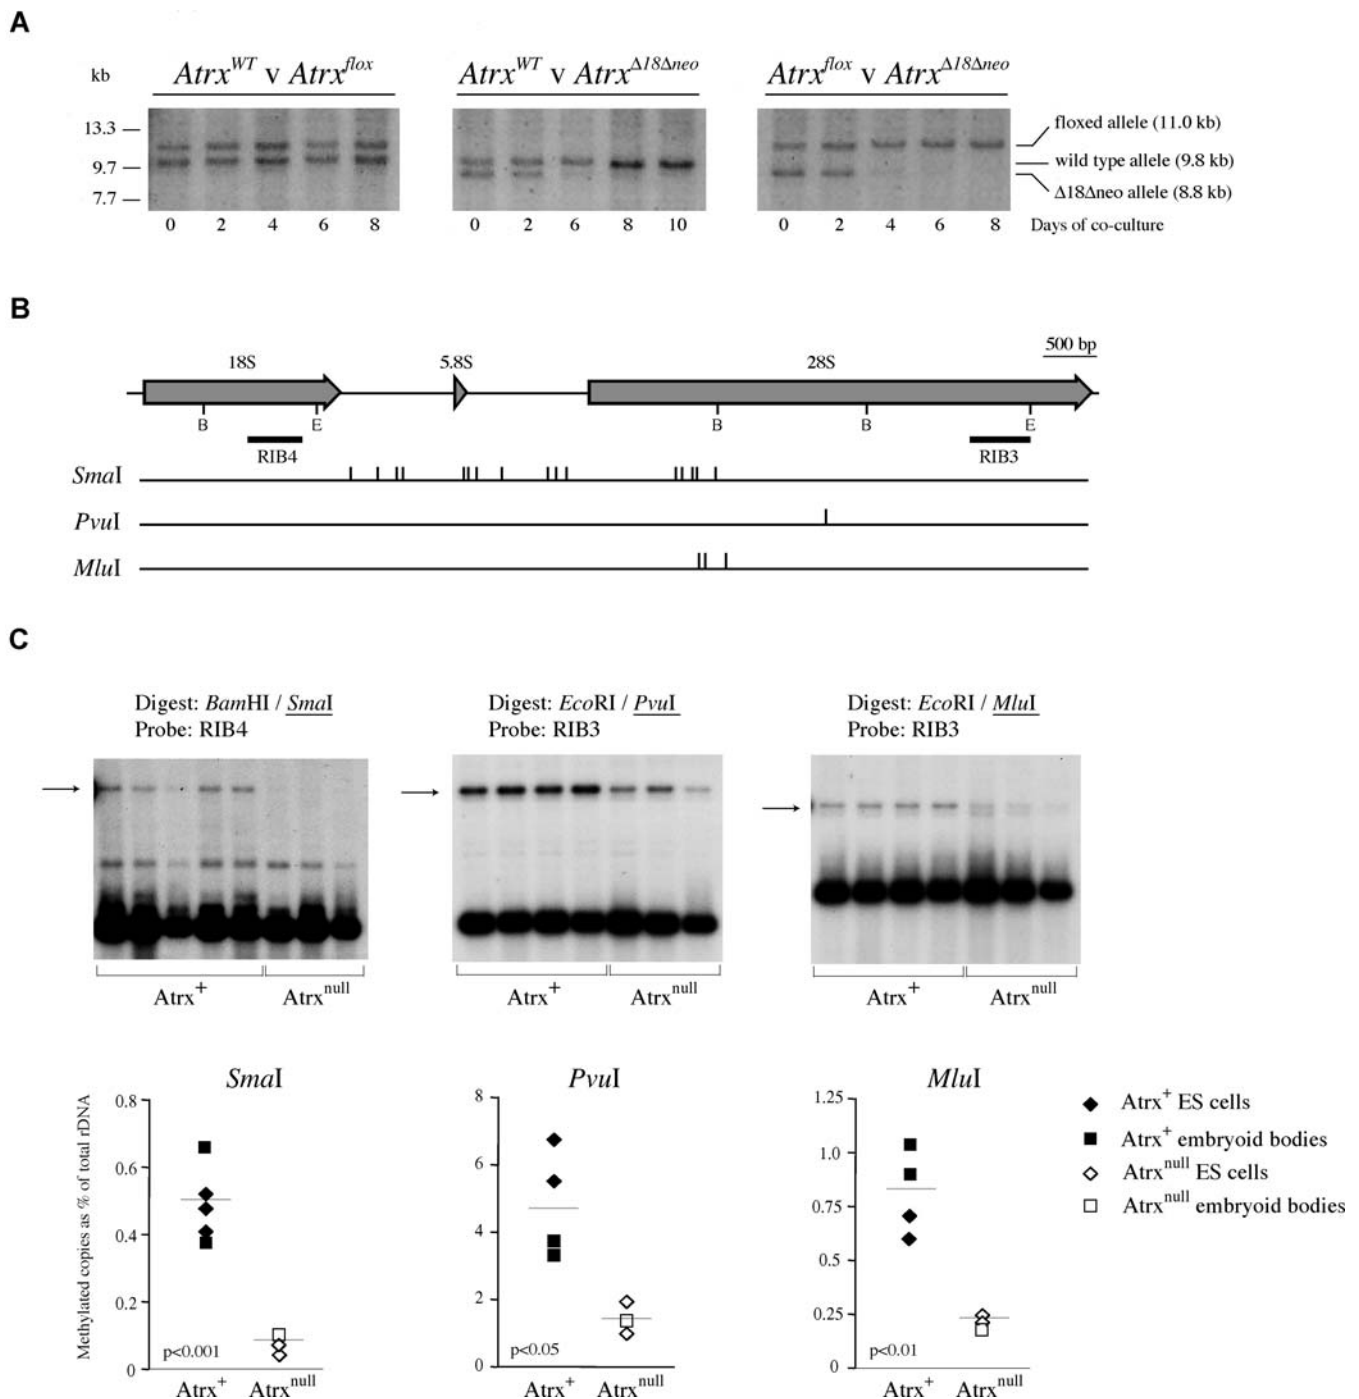 A
kb
Atrx^WT v Atrx^flox
Atrx^WT v Atrx^Δ18Δneo
Atrx^flox v Atrx^Δ18Δneo
13.3
9.7
7.7
floxed allele (11.0 kb)
wild type allele (9.8 kb)
Δ18Δneo allele (8.8 kb)
0 2 4 6 8
0 2 6 8 10
0 2 4 6 8
Days of co-culture
B
500 bp
18S 5.8S 28S
B E B B E
RIB4 RIB3
SmaI
PvuI
MluI
C
Digest: BamHI / SmaI
Probe: RIB4
Digest: EcoRI / PvuI
Probe: RIB3
Digest: EcoRI / MluI
Probe: RIB3
Atrx^+ Atrx^null
Atrx^+ Atrx^null
Atrx^+ Atrx^null
SmaI
Methylated copies as % of total rDNA
0.8
0.6
0.4
0.2
0
p<0.001
Atrx^+ Atrx^null
PvuI
8
6
4
2
0
p<0.05
Atrx^+ Atrx^null
MluI
1.25
1.0
0.75
0.5
0.25
0
p<0.01
Atrx^+ Atrx^null
Atrx^+ ES cells
Atrx^+ embryoid bodies
Atrx^null ES cells
Atrx^null embryoid bodies